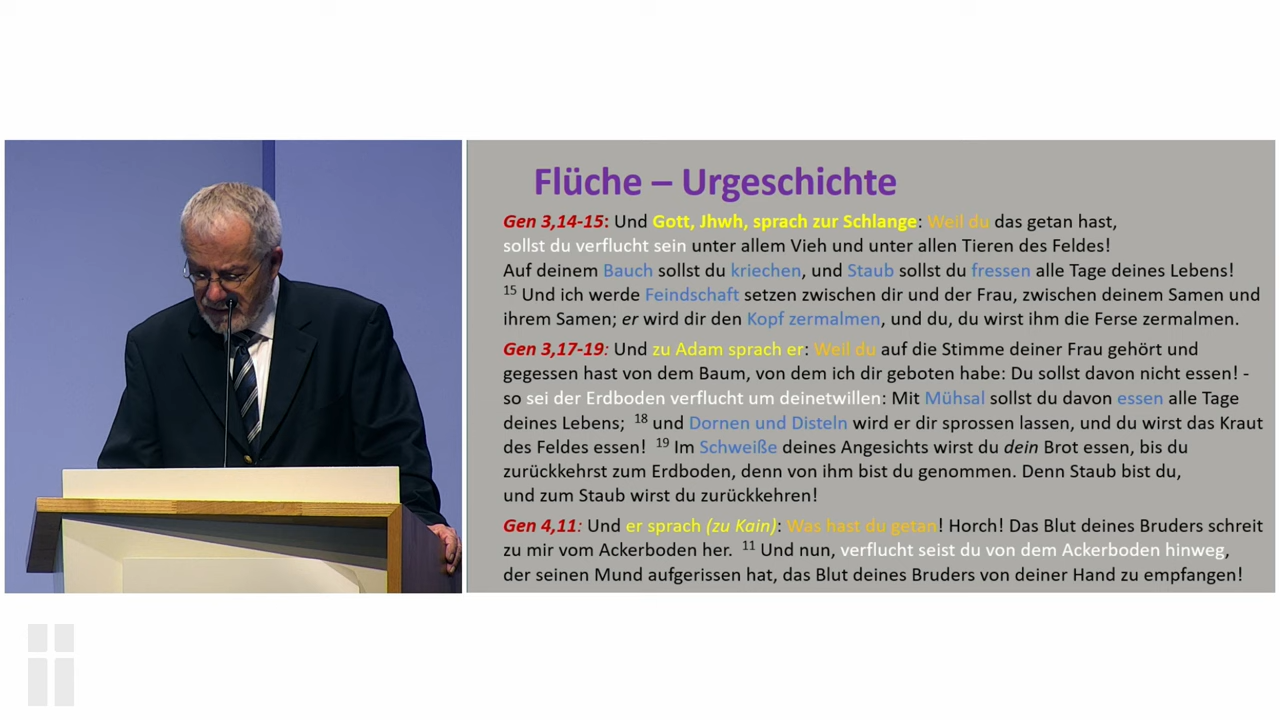 Flüche – Urgeschichte
Gen 3,14-15: Und Gott, Jhwh, sprach zur Schlange: Weil du das getan hast,
sollst du verflucht sein unter allem Vieh und unter allen Tieren des Feldes!
Auf deinem Bauch sollst du kriechen, und Staub sollst du fressen alle Tage deines Lebens!
15 Und ich werde Feindschaft setzen zwischen dir und der Frau, zwischen deinem Samen und
ihrem Samen; er wird dir den Kopf zermalmen, und du, du wirst ihm die Ferse zermalmen.
Gen 3,17-19: Und zu Adam sprach er: Weil du auf die Stimme deiner Frau gehört und
gegessen hast von dem Baum, von dem ich dir geboten habe: Du sollst davon nicht essen! -
so sei der Erdboden verflucht um deinetwillen: Mit Mühsal sollst du davon essen alle Tage
deines Lebens; 18 und Dornen und Disteln wird er dir sprossen lassen, und du wirst das Kraut
des Feldes essen! 19 Im Schweiße deines Angesichts wirst du dein Brot essen, bis du
zurückkehrst zum Erdboden, denn von ihm bist du genommen. Denn Staub bist du,
und zum Staub wirst du zurückkehren!
Gen 4,11: Und er sprach (zu Kain): Was hast du getan! Horch! Das Blut deines Bruders schreit
zu mir vom Ackerboden her. 11 Und nun, verflucht seist du von dem Ackerboden hinweg,
der seinen Mund aufgerissen hat, das Blut deines Bruders von deiner Hand zu empfangen!